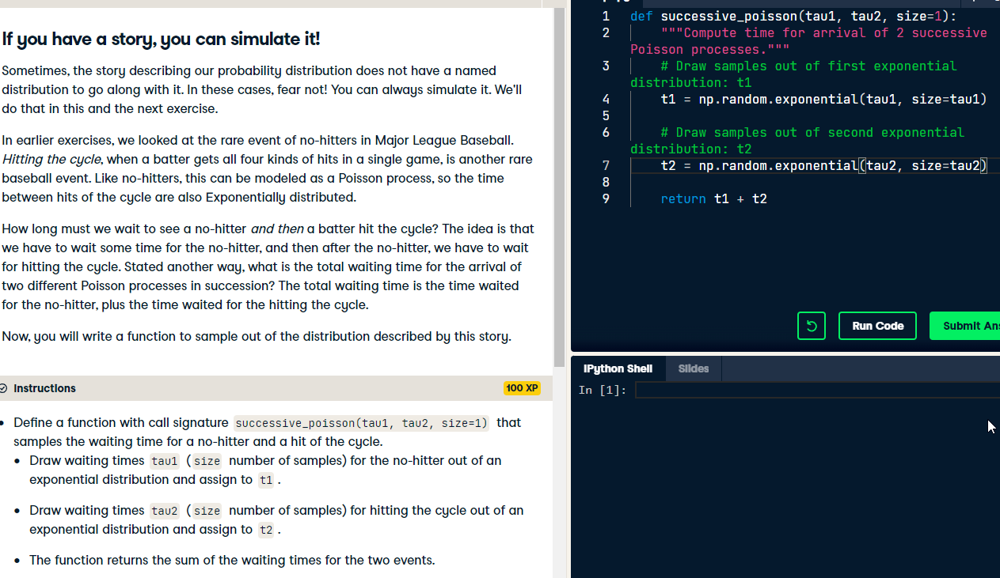 If you have a story, you can simulate it!
Sometimes, the story describing our probability distribution does not have a named
distribution to go along with it. In these cases, fear not! You can always simulate it. We'll
do that in this and the next exercise.
In earlier exercises, we looked at the rare event of no-hitters in Major League Baseball.
Hitting the cycle, when a batter gets all four kinds of hits in a single game, is another rare
baseball event. Like no-hitters, this can be modeled as a Poisson process, so the time
between hits of the cycle are also Exponentially distributed.
How long must we wait to see a no-hitter and then a batter hit the cycle? The idea is that
we have to wait some time for the no-hitter, and then after the no-hitter, we have to wait
for hitting the cycle. Stated another way, what is the total waiting time for the arrival of
two different Poisson processes in succession? The total waiting time is the time waited
for the no-hitter, plus the time waited for the hitting the cycle.
Now, you will write a function to sample out of the distribution described by this story.
Instructions
100 XP
• Define a function with call signature successive_poisson(tau1, tau2, size=1) that
samples the waiting time for a no-hitter and a hit of the cycle.
• Draw waiting times tau1 (size number of samples) for the no-hitter out of an
exponential distribution and assign to t1 .
• Draw waiting times tau2 (size number of samples) for hitting the cycle out of an
exponential distribution and assign to t2 .
• The function returns the sum of the waiting times for the two events.
1 def successive_poisson(tau1, tau2, size=1):
2 """Compute time for arrival of 2 successive
Poisson processes."""
3 # Draw samples out of first exponential
distribution: t1
4 t1 = np.random.exponential(tau1, size=tau1)
5
6 # Draw samples out of second exponential
distribution: t2
7 t2 = np.random.exponential(tau2, size=tau2)
8
9 return t1 + t2
Run Code
Submit Ans
IPython Shell
Slides
In [1]: